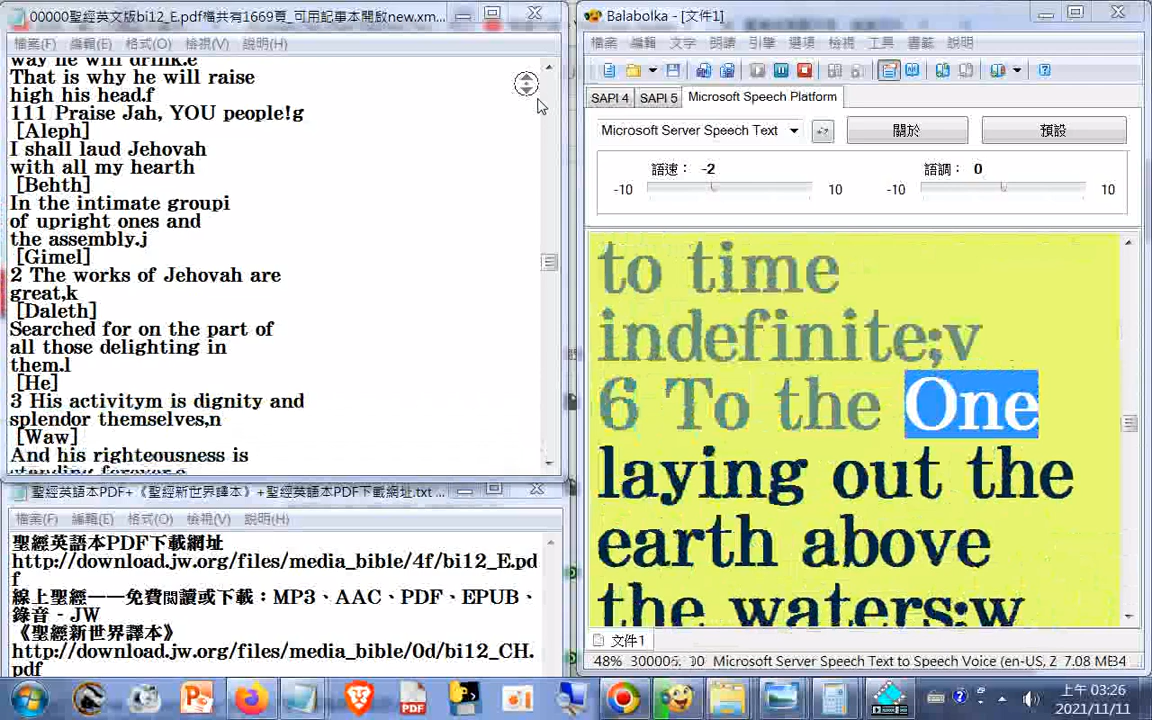 00000聖經英文版bi12_E.pdf檔共有1669頁_可用記事本開啟new.xm...
檔案(F) 編輯(E) 格式(O) 檢視(V) 說明(H)
way he will drink.e
That is why he will raise
high his head.f
111 Praise Jah, YOU people!g
[Aleph]
I shall laud Jehovah
with all my hearth
[Behth]
In the intimate groupi
of upright ones and
the assembly.j
[Gimel]
2 The works of Jehovah are
great,k
[Daleth]
Searched for on the part of
all those delighting in
them.l
[He]
3 His activitym is dignity and
splendor themselves,n
[Waw]
And his righteousness is
standing forever.o
聖經英語本PDF+《聖經新世界譯本》+聖經英語本PDF下載網址.txt ...
檔案(F) 編輯(E) 格式(O) 檢視(V) 說明(H)
聖經英語本PDF下載網址
http://download.jw.org/files/media_bible/4f/bi12_E.pd
f
線上聖經——免費閱讀或下載：MP3、AAC、PDF、EPUB、
錄音 - JW
《聖經新世界譯本》
http://download.jw.org/files/media_bible/0d/bi12_CH.
pdf
Balabolka - [文件1]
檔案 編輯 文字 朗讀 引擎 選項 檢視 工具 書籤 說明
SAPI 4 SAPI 5 Microsoft Speech Platform
Microsoft Server Speech Text
關於 預設
語速： -2 語調： 0
-10 10 -10 10
to time
indefinite;v
6 To the One
laying out the
earth above
the waters;w
文件1
48% Microsoft Server Speech Text to Speech Voice (en-US, Z 7.08 MB
上午 03:26
2021/11/11